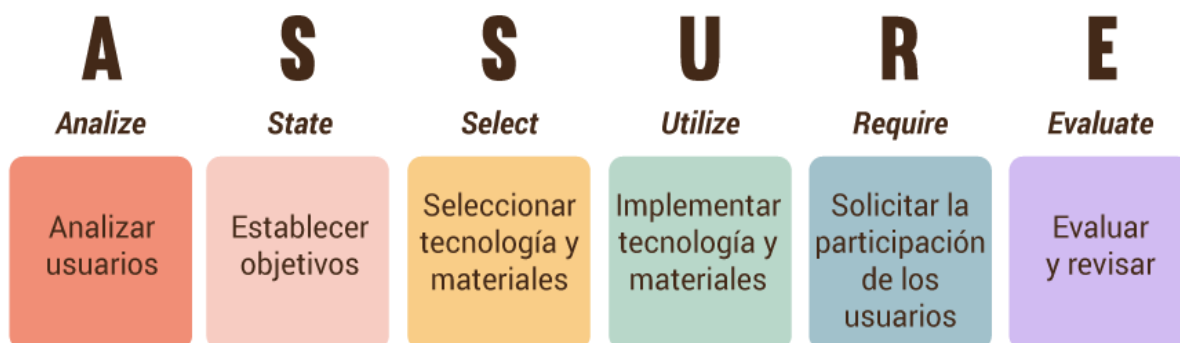 A S S U R E
Analize State Select Utilize Require Evaluate
Analizar
usuarios
Establecer
objetivos
Seleccionar
tecnología y
materiales
Implementar
tecnología y
materiales
Solicitar la
participación
de los
usuarios
Evaluar
y revisar